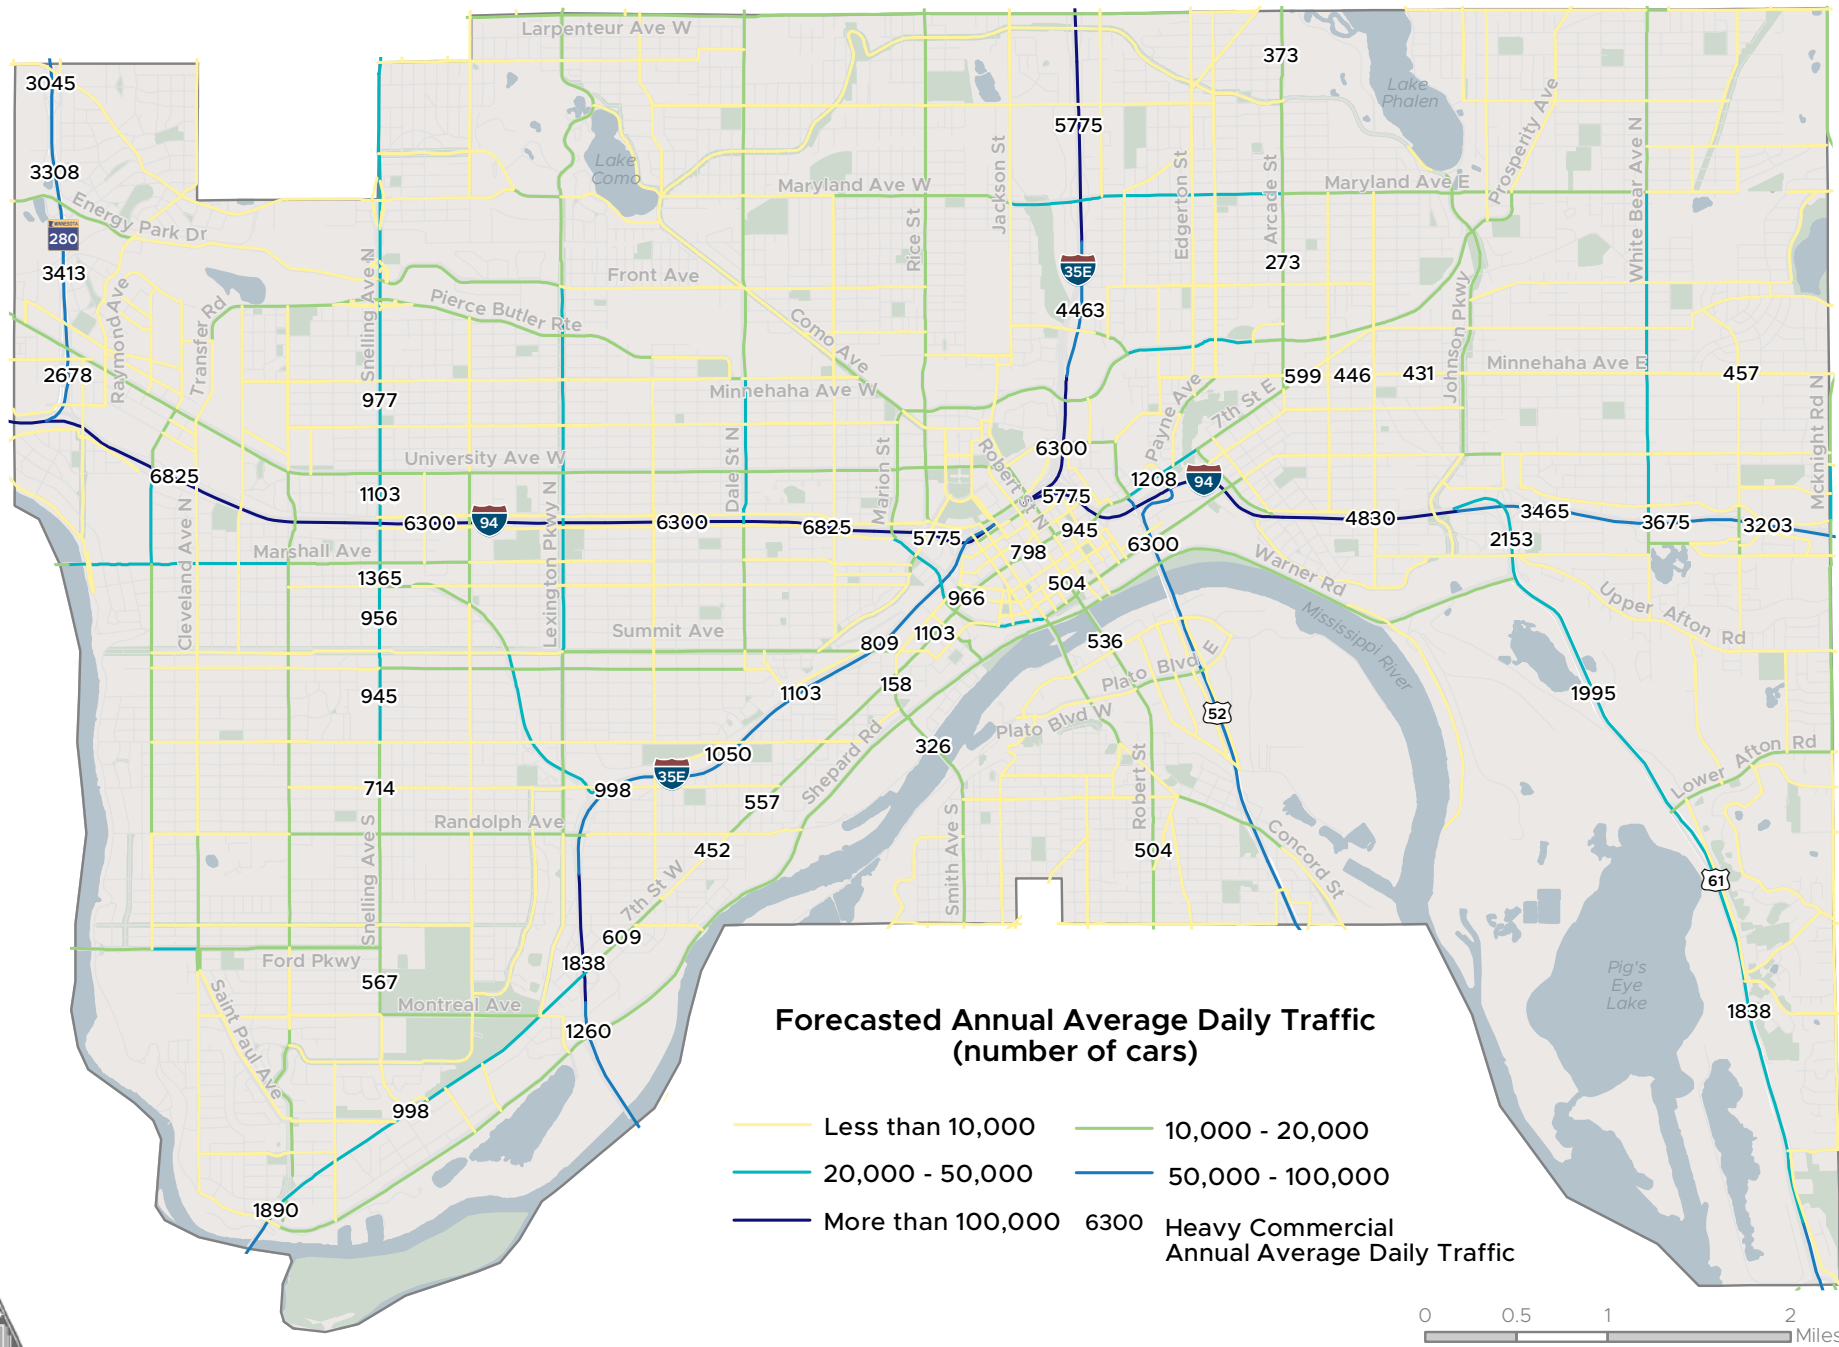 Larpenteur Ave W
373
3045
Lake
Phalen
5775
Prosperity Ave
White Bear Ave N
Jackson St
Edgerton St
Arcade St
3308
Lake
Como
Maryland Ave W
Maryland Ave E
Energy Park Dr
MINNESOTA
280
Rice St
3413
Snelling Ave N
Front Ave
35E
273
Raymond Ave
Transfer Rd
Pierce Butler Rte
Como Ave
4463
Johnson Pkwy
2678
Minnehaha Ave W
Minnehaha Ave E
599
446
431
457
977
Payne Ave
7th St E
Mcknight Rd N
University Ave W
Dale St N
Marion St
Robert St N
6300
6825
1103
1208
94
5775
Cleveland Ave N
6300
94
Lexington Pkwy N
6300
6825
5775
945
4830
3465
3675
3203
2153
Marshall Ave
798
6300
Warner Rd
1365
504
966
Upper Afton Rd
956
Summit Ave
1103
809
536
Mississippi River
945
1103
158
Plato Blvd E
Plato Blvd W
52
1995
326
1050
35E
Shepard Rd
Robert St
Lower Afton Rd
714
998
557
Randolph Ave
452
Smith Ave S
504
Concord St
Snelling Ave S
7th St W
61
609
1838
Ford Pkwy
567
Pig's
Eye
Lake
Saint Paul Ave
Montreal Ave
1260
1838
998
1890
Forecasted Annual Average Daily Traffic
(number of cars)
Less than 10,000
10,000 - 20,000
20,000 - 50,000
50,000 - 100,000
More than 100,000
6300 Heavy Commercial
Annual Average Daily Traffic
0 0.5 1 2
Miles